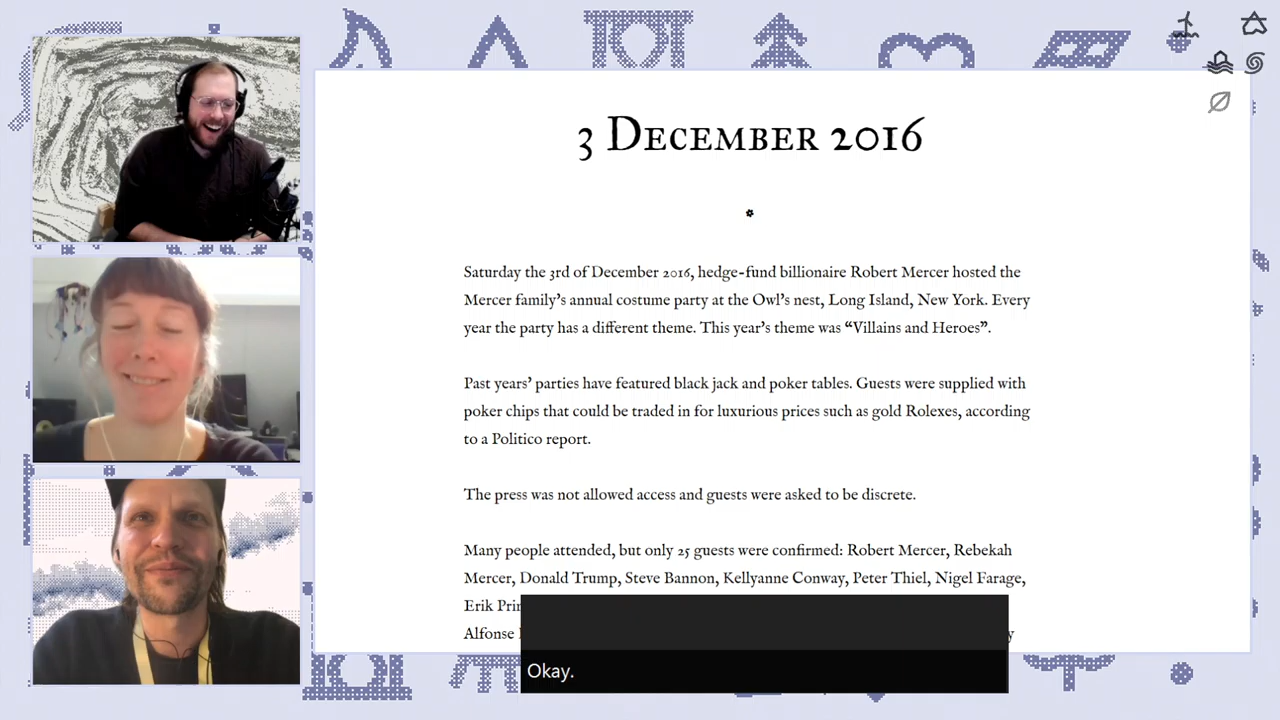 3 December 2016
Saturday the 3rd of December 2016, hedge-fund billionaire Robert Mercer hosted the
Mercer family's annual costume party at the Owl's nest, Long Island, New York. Every
year the party has a different theme. This year's theme was “Villains and Heroes”.
Past years' parties have featured black jack and poker tables. Guests were supplied with
poker chips that could be traded in for luxurious prices such as gold Rolexes, according
to a Politico report.
The press was not allowed access and guests were asked to be discrete.
Many people attended, but only 25 guests were confirmed: Robert Mercer, Rebekah
Mercer, Donald Trump, Steve Bannon, Kellyanne Conway, Peter Thiel, Nigel Farage,
Erik
Alfonse
Okay.